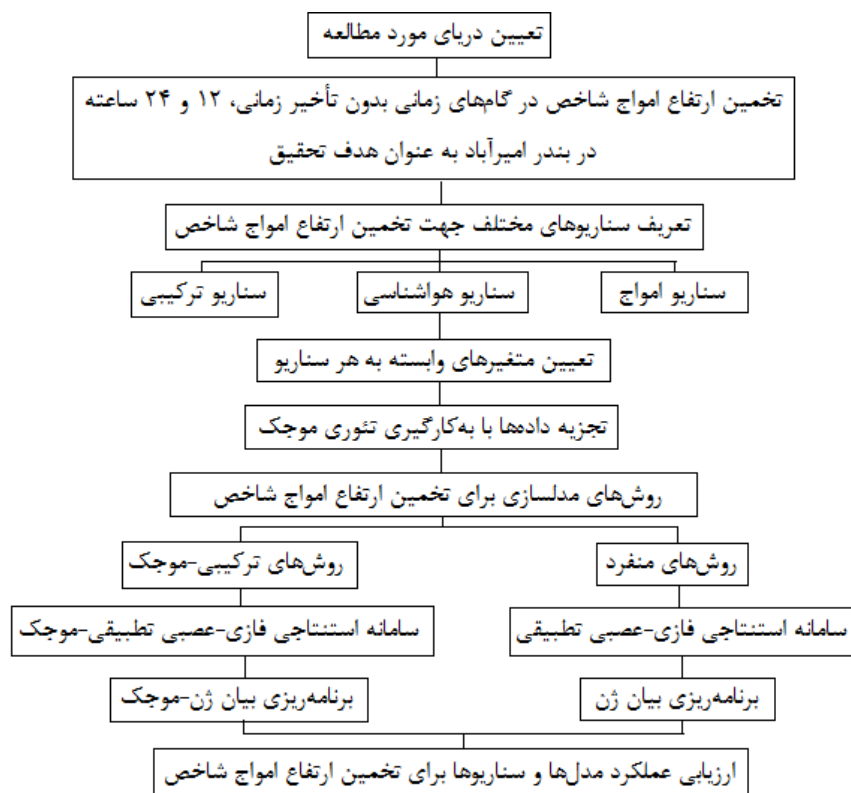 تعیین دریای مورد مطالعه
تخمین ارتفاع امواج شاخص در گام‌های زمانی بدون تأخیر زمانی، ۱۲ و ۲۴ ساعته
در بندر امیرآباد به عنوان هدف تحقیق
تعریف سناریوهای مختلف جهت تخمین ارتفاع امواج شاخص
سناریو امواج
سناریو هواشناسی
سناریو ترکیبی
تعیین متغیرهای وابسته به هر سناریو
تجزیه داده‌ها با به‌کارگیری تئوری موجک
روش‌های مدلسازی برای تخمین ارتفاع امواج شاخص
روش‌های منفرد
روش‌های ترکیبی-موجک
سامانه استنتاجی فازی-عصبی تطبیقی
سامانه استنتاجی فازی-عصبی تطبیقی-موجک
برنامه‌ریزی بیان ژن
برنامه‌ریزی بیان ژن-موجک
ارزیابی عملکرد مدل‌ها و سناریوها برای تخمین ارتفاع امواج شاخص